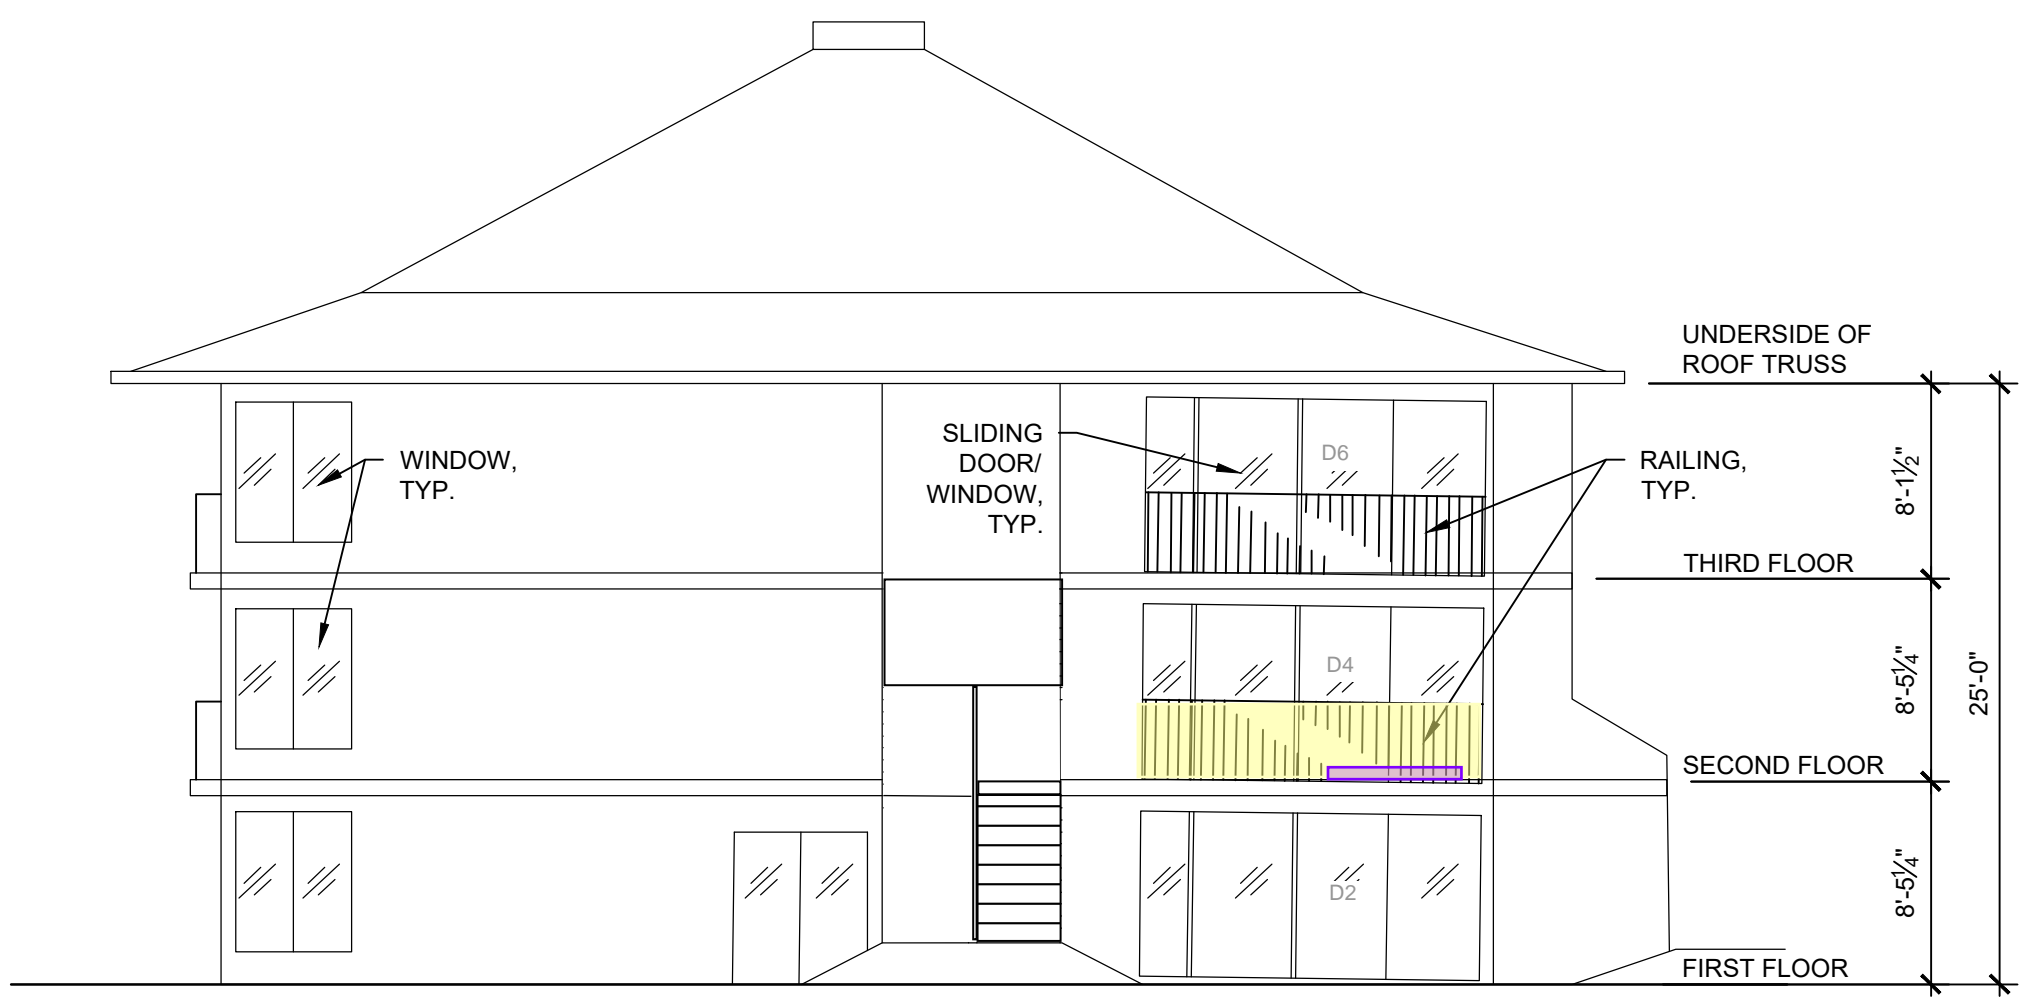 UNDERSIDE OF
ROOF TRUSS
SLIDING
DOOR/
WINDOW,
TYP.
D6
WINDOW,
TYP.
RAILING,
TYP.
8'-1½"
THIRD FLOOR
D4
8'-5¼"
25'-0"
SECOND FLOOR
D2
8'-5¼"
FIRST FLOOR